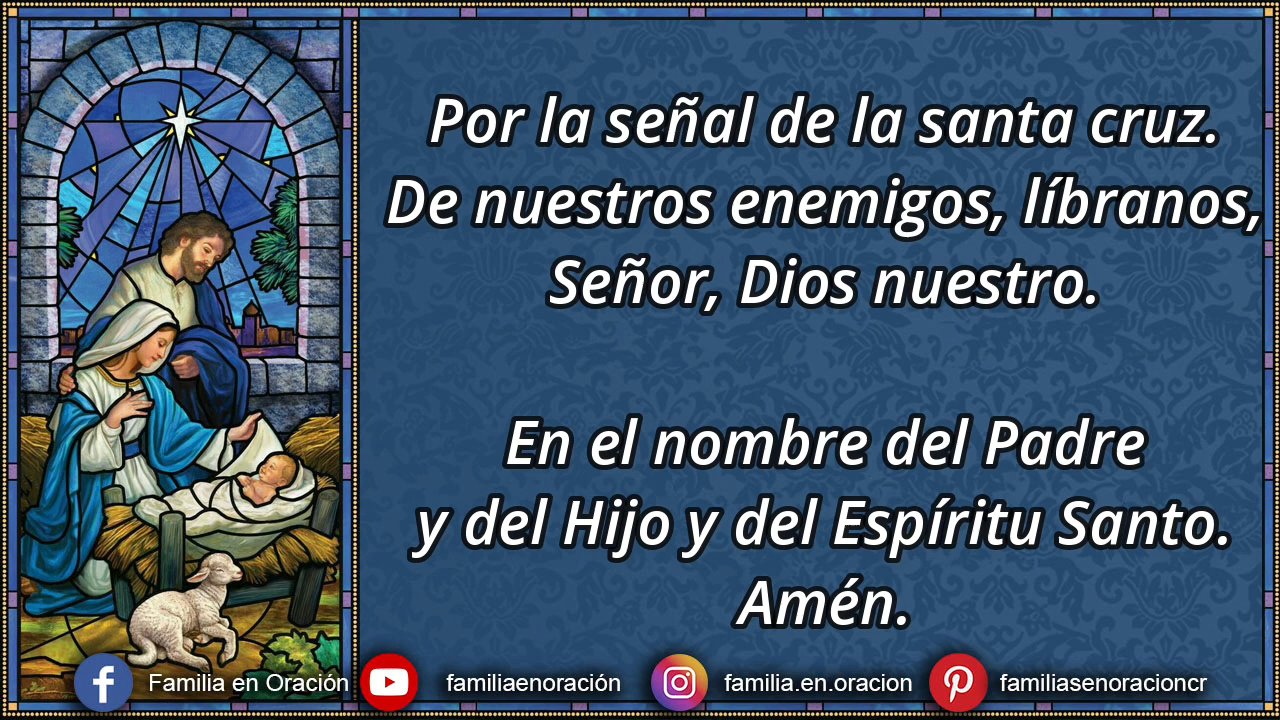 Por la señal de la santa cruz.
De nuestros enemigos, líbranos,
Señor, Dios nuestro.
En el nombre del Padre
y del Hijo y del Espíritu Santo.
Amén.
Familia en Oración
familiaenoración
familia.en.oracion
familiasenoracioncr